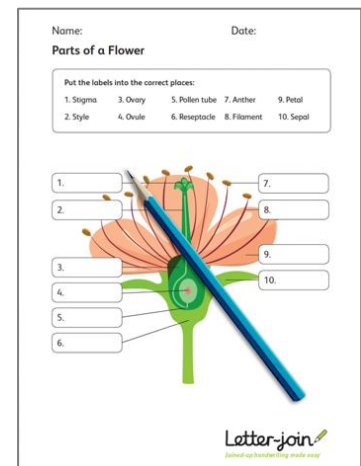 Name: Date:
Parts of a Flower
Put the labels into the correct places:
1. Stigma 3. Ovary 5. Pollen tube 7. Anther 9. Petal
2. Style 4. Ovule 6. Reseptacle 8. Filament 10. Sepal
1. 7.
2. 8.
9.
3. 10.
4.
5.
6.
Letter-join
Joined-up handwriting made easy